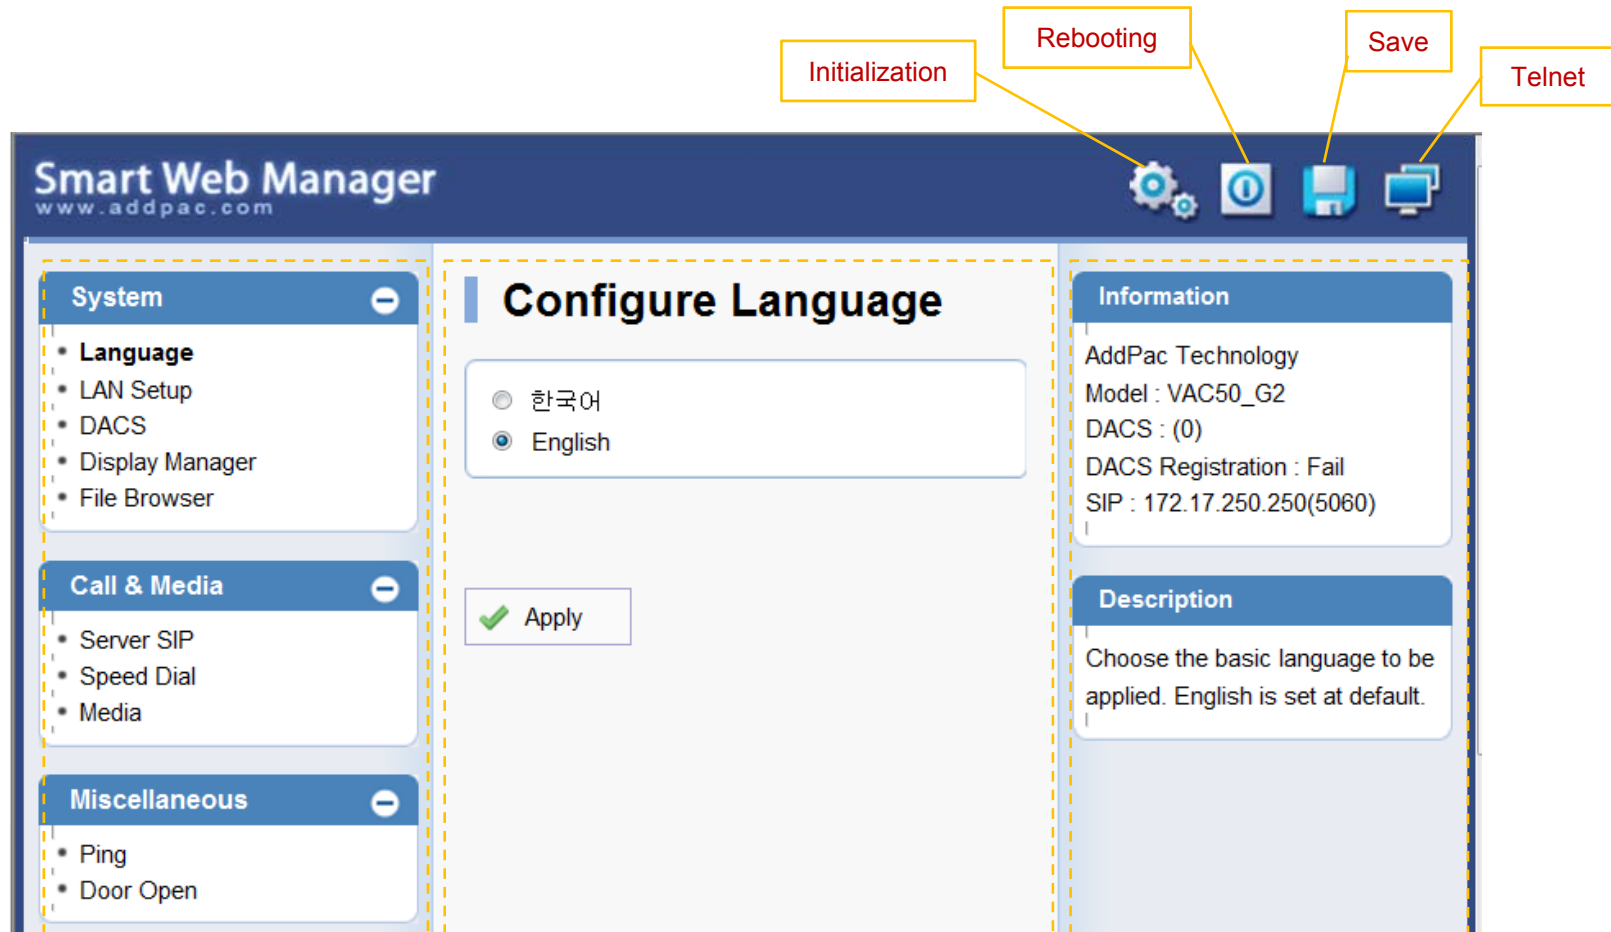 Initialization
Rebooting
Save
Telnet
Smart Web Manager
www.addpac.com
System
Language
LAN Setup
DACS
Display Manager
File Browser
Call & Media
Server SIP
Speed Dial
Media
Miscellaneous
Ping
Door Open
Configure Language
한국어
English
Apply
Information
AddPac Technology
Model : VAC50_G2
DACS : (0)
DACS Registration : Fail
SIP : 172.17.250.250(5060)
Description
Choose the basic language to be
applied. English is set at default.